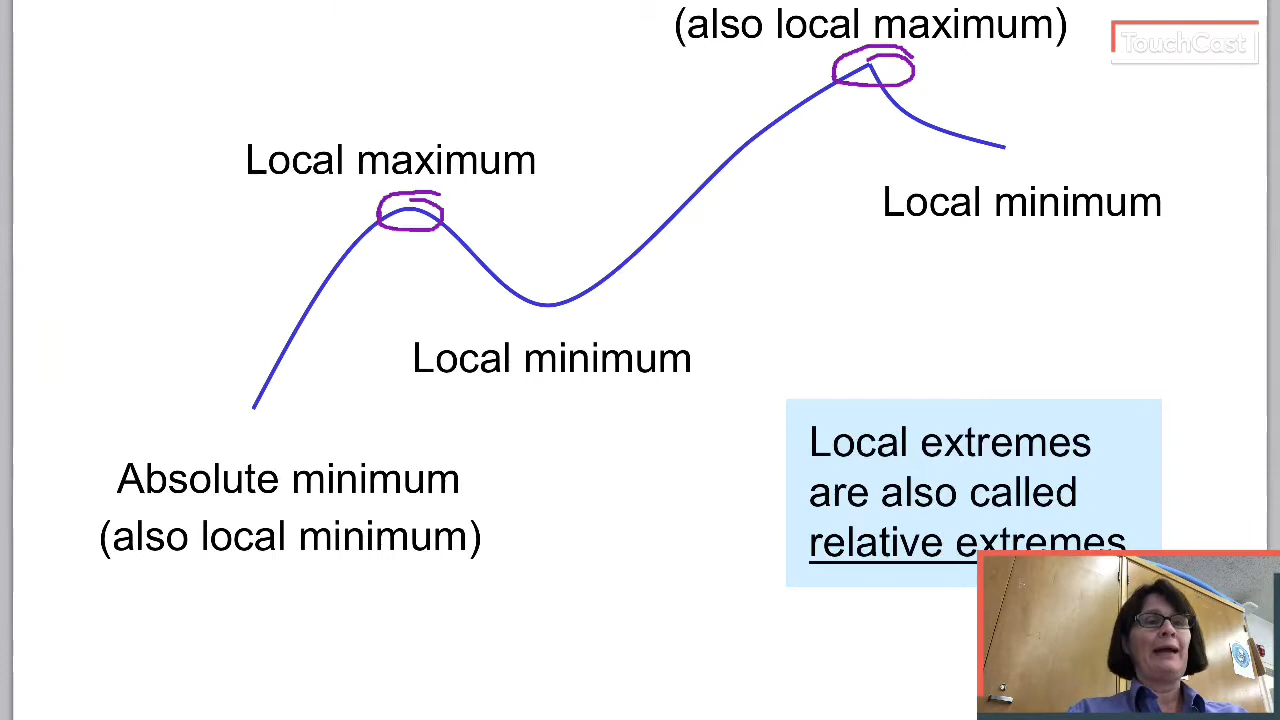 (also local maximum)
TouchCast
Local maximum
Local minimum
Local minimum
Absolute minimum
(also local minimum)
Local extremes
are also called
relative extremes